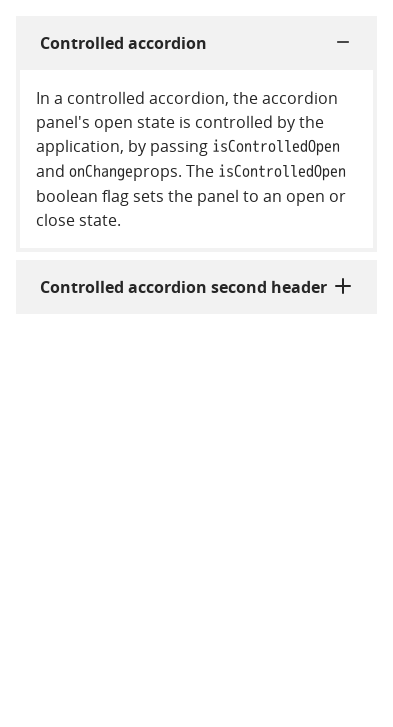 Controlled accordion
In a controlled accordion, the accordion
panel's open state is controlled by the
application, by passing isControlledOpen
and onChangeprops. The isControlledOpen
boolean flag sets the panel to an open or
close state.
Controlled accordion second header